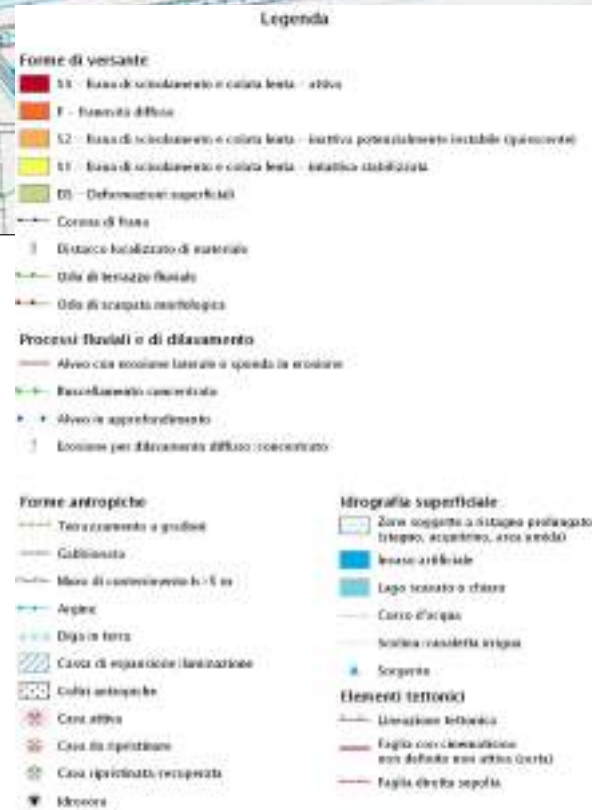 Legenda
Forme di versante
S3 - frana di scivolamento e colata lenta - attiva
F - franosità diffusa
S2 - frana di scivolamento e colata lenta - inattiva potenzialmente instabile (quiescente)
S1 - frana di scivolamento e colata lenta - inattiva stabilizzata
DS - Deformazioni superficiali
Corona di frana
Distacco localizzato di materiale
Orlo di terrazzo fluviale
Orlo di scarpata morfologica
Processi fluviali e di dilavamento
Alveo con erosione laterale o sponda in erosione
Ruscellamento concentrato
Alveo in approfondimento
Erosione per dilavamento diffuso concentrato
Forme antropiche
Terrazzamento a gradoni
Gabbionata
Muro di contenimento h>5 m
Argine
Diga in terra
Cassa di espansione laminazione
Coltri antropiche
Cava attiva
Cava da ripristinare
Cava ripristinata recuperata
Idrovora
Idrografia superficiale
Zone soggette a ristagno prolungato
(stagno, acquitrino, area umida)
Invaso artificiale
Lago scavato o chiaro
Corso d'acqua
Scolina canaletta irrigua
Sorgente
Elementi tettonici
Lineazione tettonica
Faglia con cinematismo
non definito non attiva (certa)
Faglia diretta sepolta